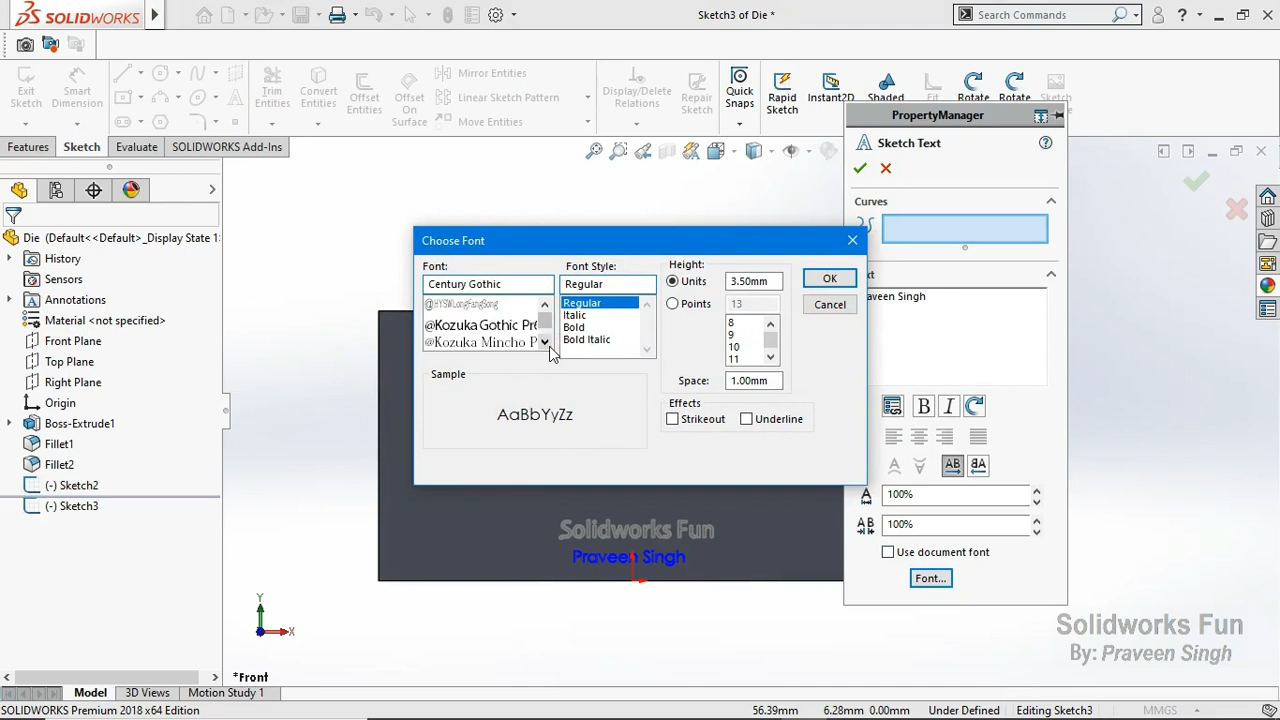 SOLIDWORKS
Sketch3 of Die *
Search Commands
Exit Sketch
Smart Dimension
Trim Entities
Convert Entities
Offset Entities
Offset On Surface
Mirror Entities
Linear Sketch Pattern
Move Entities
Display/Delete Relations
Repair Sketch
Quick Snaps
Rapid Sketch
Instant2D
Shaded
Rotate
Rotate
Features
Sketch
Evaluate
SOLIDWORKS Add-Ins
PropertyManager
Sketch Text
Curves
Die (Default<<Default>_Display State 1:
History
Sensors
Annotations
Material <not specified>
Front Plane
Top Plane
Right Plane
Origin
Boss-Extrude1
Fillet1
Fillet2
(-) Sketch2
(-) Sketch3
Choose Font
Font:
Century Gothic
@HYSWLongFangSong
@Kozuka Gothic Pr6
@Kozuka Mincho P
Font Style:
Regular
Regular
Italic
Bold
Bold Italic
Height:
Units
3.50mm
Points
13
8
9
10
11
Space:
1.00mm
OK
Cancel
Sample
AaBbYyZz
Effects
Strikeout
Underline
raveen Singh
B I
AB
AB
100%
AB
100%
Use document font
Font...
Solidworks Fun
Praveen Singh
Y
X
*Front
Solidworks Fun
By: Praveen Singh
Model
3D Views
Motion Study 1
SOLIDWORKS Premium 2018 x64 Edition
56.39mm
6.28mm 0.00mm
Under Defined
Editing Sketch3
MMGS